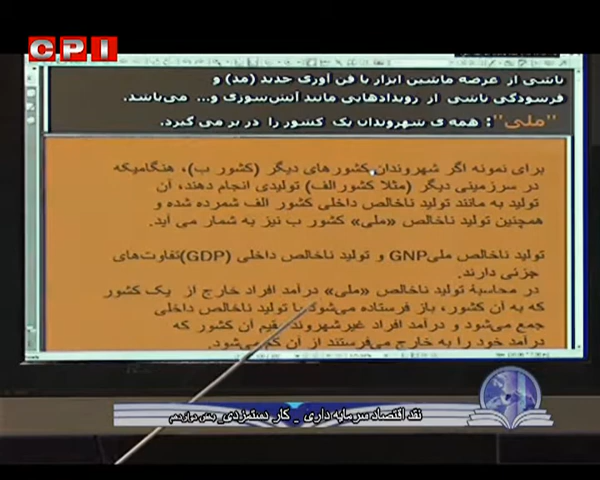 CPI
ناشی از عرضه ماشین ابزار با فن آوری جدید (مد) و
فرسودگی ناشی از رویدادهایی مانند آتش‌سوزی و... می‌باشد.
"ملی": همه‌ی شهروندان یک کشور را در بر می گیرد.
برای نمونه اگر شهروندان کشورهای دیگر (کشور ب)، هنگامیکه
در سرزمینی دیگر (مثلا کشور الف) تولیدی انجام دهند، آن
تولید به مانند تولید ناخالص داخلی کشور الف شمرده شده و
همچنین تولید ناخالص «ملی» کشور ب نیز به شمار می آید.
تولید ناخالص ملی GNP و تولید ناخالص داخلی (GDP) تفاوت‌های
جزئی دارند.
در محاسبۀ تولید ناخالص «ملی» درآمد افراد خارج از یک کشور
که به آن کشور، باز فرستاده می‌شود با تولید ناخالص داخلی
جمع می‌شود و درآمد افراد غیرشهروند مقیم آن کشور که
درآمد خود را به خارج می‌فرستند از آن کم می‌شود.
نقد اقتصاد سرمایه داری _ کار دستمزدی_ بخش دوازدهم